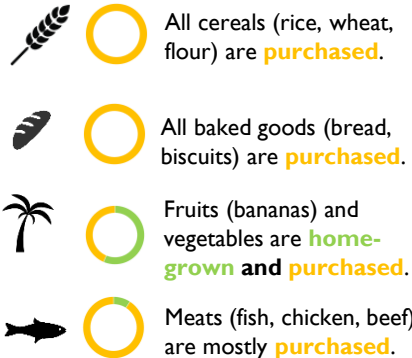 All cereals (rice, wheat,
flour) are purchased.
All baked goods (bread,
biscuits) are purchased.
Fruits (bananas) and
vegetables are home-
grown and purchased.
Meats (fish, chicken, beef)
are mostly purchased.